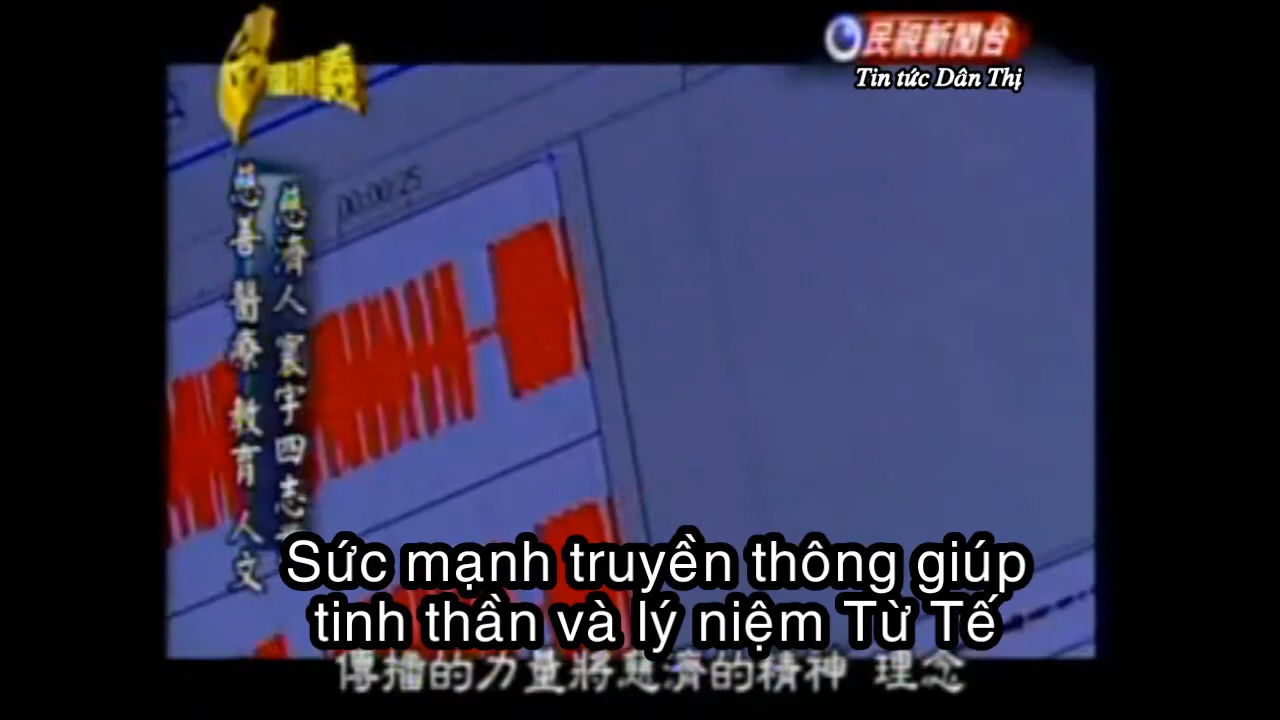 民視新聞台
Tin tức Dân Thị
00:00:25
慈濟人 寰宇四志
慈善 醫療 教育 人文
Sức mạnh truyền thông giúp
tinh thần và lý niệm Từ Tế
傳播的力量將慈濟的精神 理念